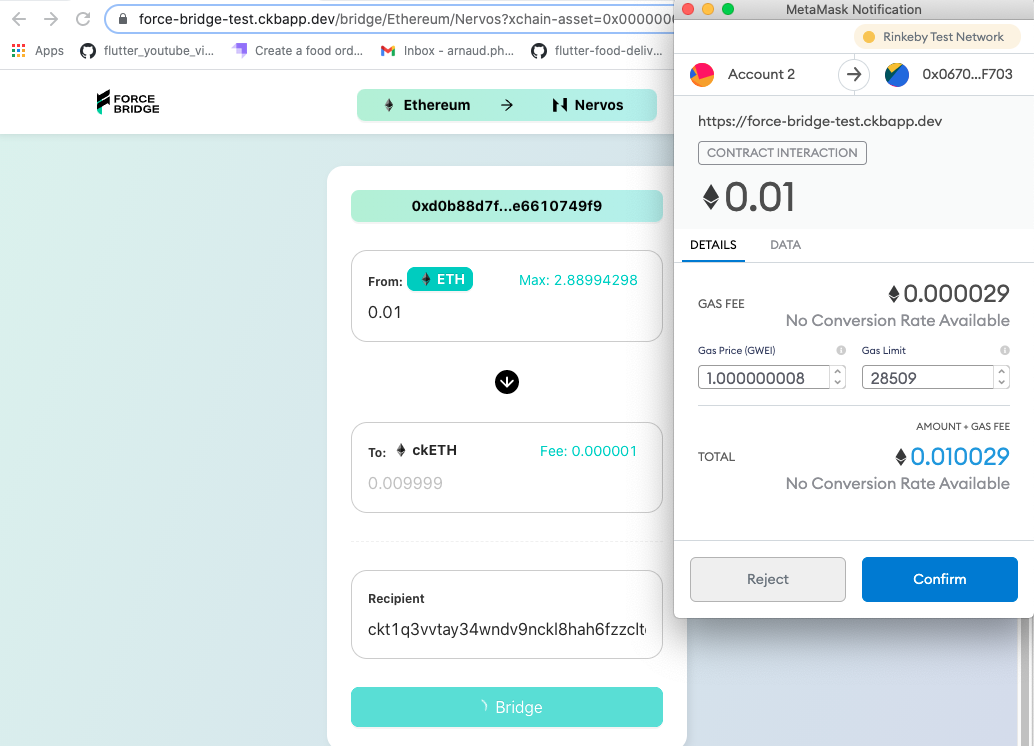 force-bridge-test.ckbapp.dev/bridge/Ethereum/Nervos?xchain-asset=0x000000
Apps
flutter_youtube_vi...
Create a food ord...
Inbox - arnaud.ph...
flutter-food-deliv...
FORCE
BRIDGE
Ethereum → Nervos
0xd0b88d7f...e6610749f9
From: ETH Max: 2.88994298
0.01
To: ckETH Fee: 0.000001
0.009999
Recipient
ckt1q3vvtay34wndv9nckl8hah6fzzclt
Bridge
MetaMask Notification
Rinkeby Test Network
Account 2 → 0x0670...F703
https://force-bridge-test.ckbapp.dev
CONTRACT INTERACTION
0.01
DETAILS DATA
GAS FEE 0.000029
No Conversion Rate Available
Gas Price (GWEI) Gas Limit
1.000000008 28509
AMOUNT + GAS FEE
TOTAL 0.010029
No Conversion Rate Available
Reject Confirm